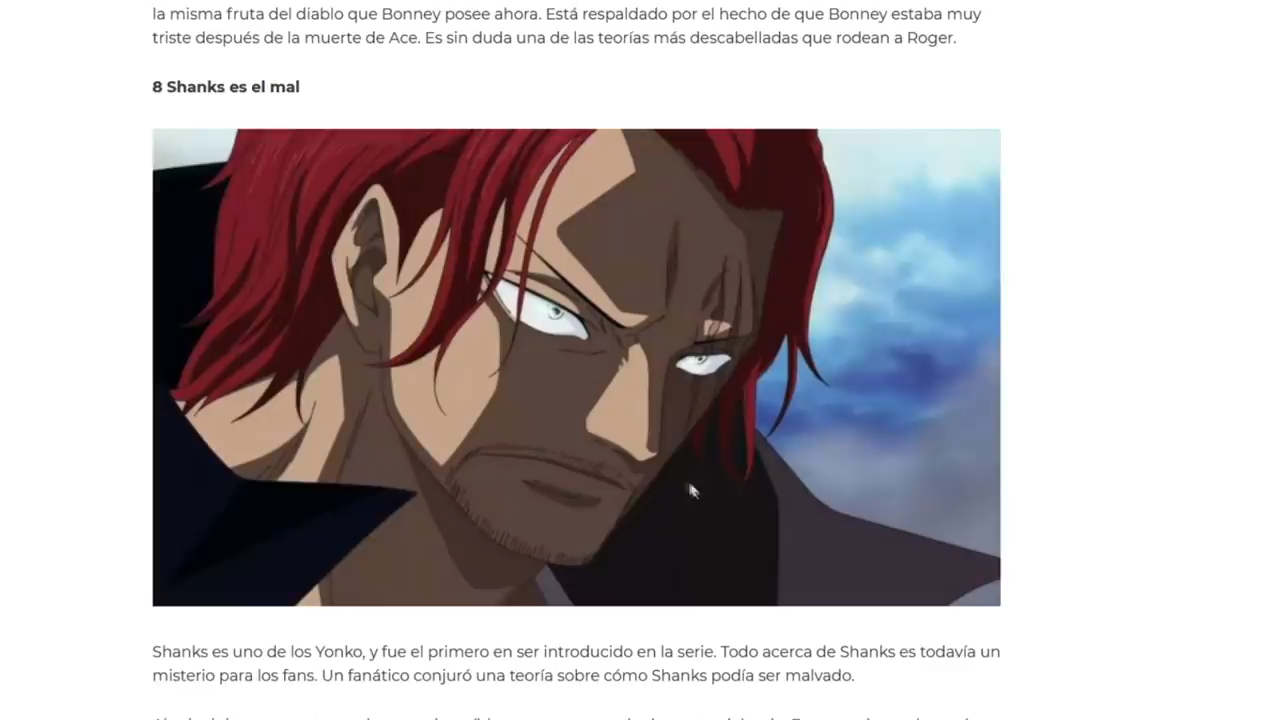 la misma fruta del diablo que Bonney posee ahora. Está respaldado por el hecho de que Bonney estaba muy
triste después de la muerte de Ace. Es sin duda una de las teorías más descabelladas que rodean a Roger.
8 Shanks es el mal
Shanks es uno de los Yonko, y fue el primero en ser introducido en la serie. Todo acerca de Shanks es todavía un
misterio para los fans. Un fanático conjuró una teoría sobre cómo Shanks podía ser malvado.